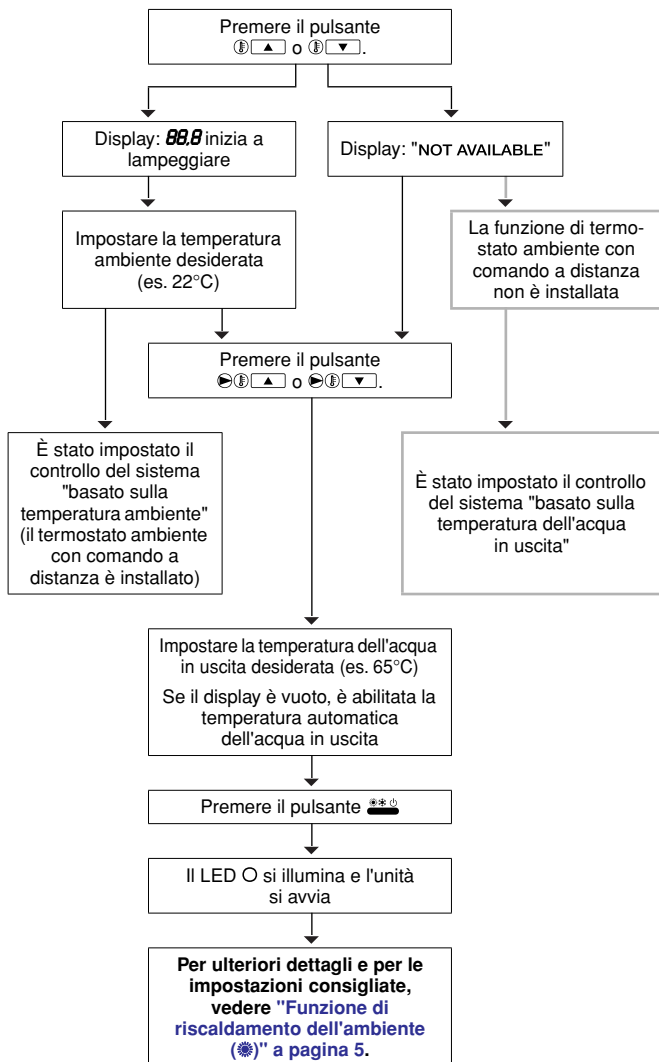 Premere il pulsante
▲ o ▼.
Display: 88,8 inizia a
lampeggiare
Display: "NOT AVAILABLE"
Impostare la temperatura
ambiente desiderata
(es. 22°C)
La funzione di termo-
stato ambiente con
comando a distanza
non è installata
Premere il pulsante
▲ o ▼.
È stato impostato il
controllo del sistema
"basato sulla
temperatura ambiente"
(il termostato ambiente
con comando a
distanza è installato)
È stato impostato il controllo
del sistema "basato sulla
temperatura dell'acqua
in uscita"
Impostare la temperatura dell'acqua
in uscita desiderata (es. 65°C)
Se il display è vuoto, è abilitata la
temperatura automatica
dell'acqua in uscita
Premere il pulsante
Il LED O si illumina e l'unità
si avvia
Per ulteriori dettagli e per le
impostazioni consigliate,
vedere "Funzione di
riscaldamento dell'ambiente
()" a pagina 5.